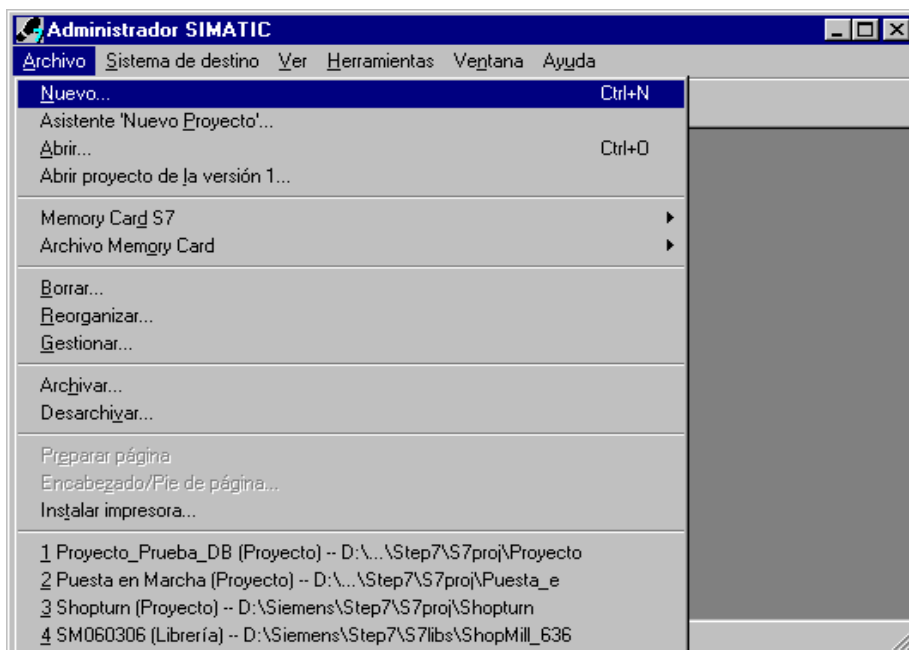 Administrador SIMATIC
Archivo Sistema de destino Ver Herramientas Ventana Ayuda
Nuevo... Ctrl+N
Asistente 'Nuevo Proyecto'...
Abrir... Ctrl+O
Abrir proyecto de la versión 1...
Memory Card S7
Archivo Memory Card
Borrar...
Reorganizar...
Gestionar...
Archivar...
Desarchivar...
Preparar página
Encabezado/Pie de página...
Instalar impresora...
1 Proyecto_Prueba_DB (Proyecto) -- D:\...\Step7\S7proj\Proyecto
2 Puesta en Marcha (Proyecto) -- D:\...\Step7\S7proj\Puesta_e
3 Shopturn (Proyecto) -- D:\Siemens\Step7\S7proj\Shopturn
4 SM060306 (Librería) -- D:\Siemens\Step7\S7libs\ShopMill_636